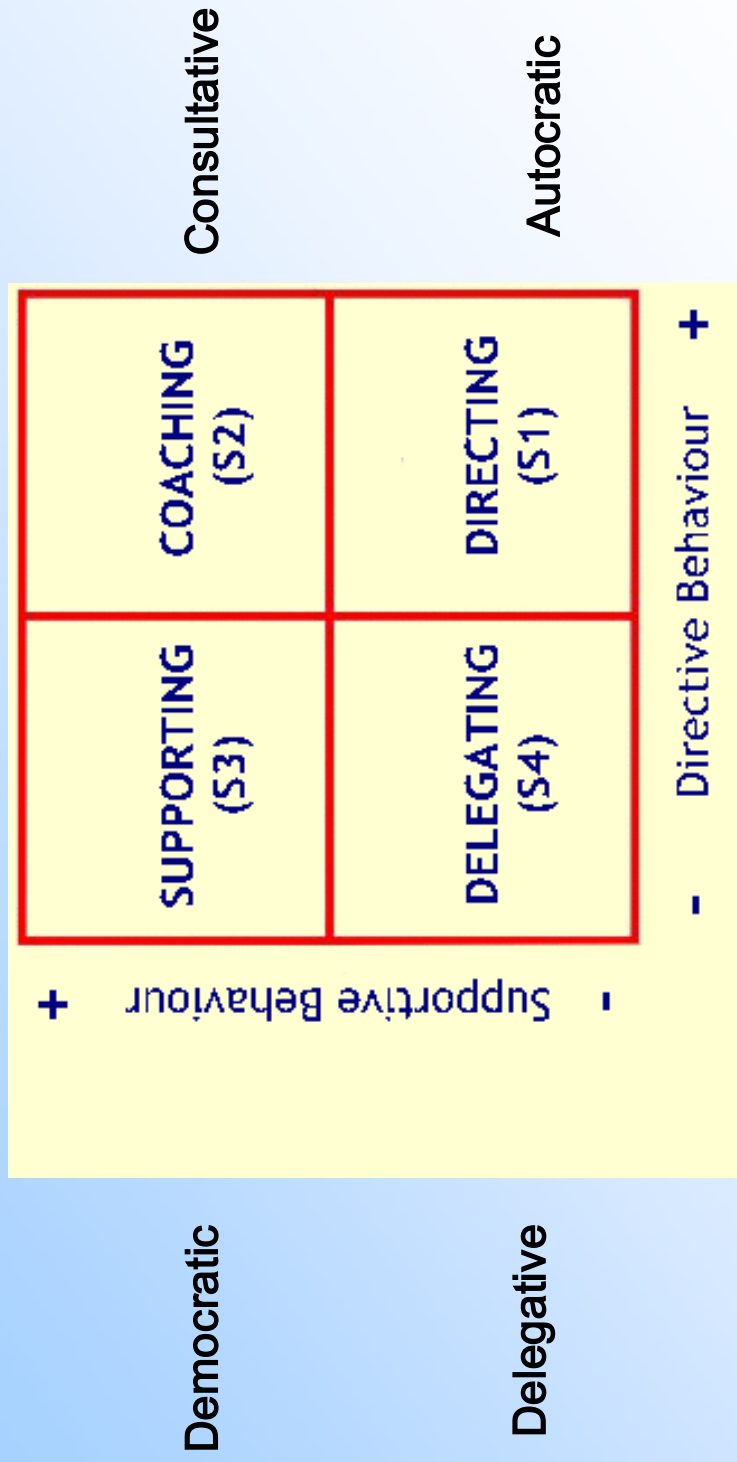 Democratic
Consultative
SUPPORTING
(S3)
COACHING
(S2)
Delegative
Autocratic
DELEGATING
(S4)
DIRECTING
(S1)
+
Supportive Behaviour
-
- Directive Behaviour +